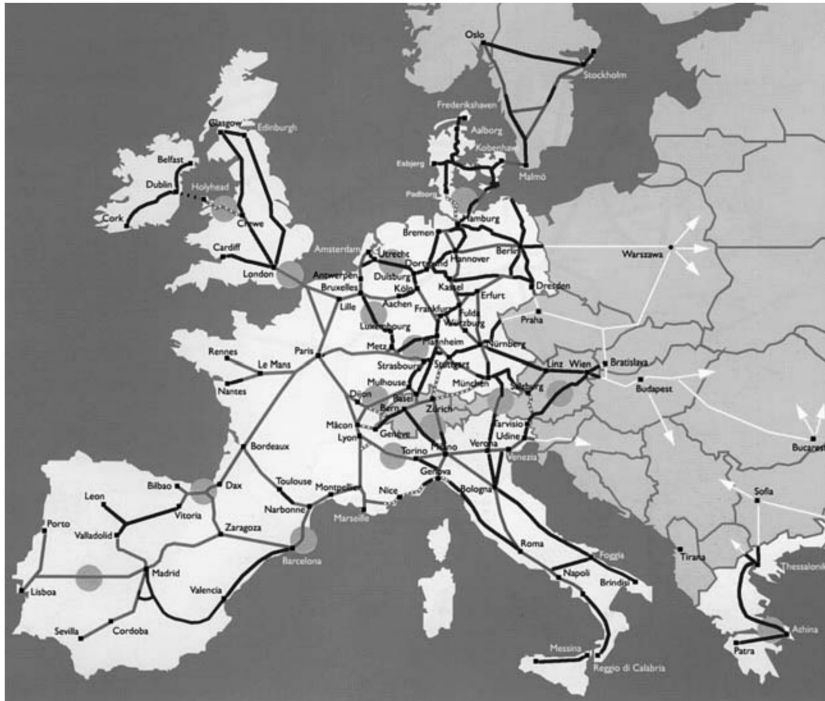 Oslo
Stockholm
Frederikshaven
Aalborg
Glasgow
Edinburgh
Esbjerg
Kobenhavn
Belfast
Malmö
Dublin
Holyhead
Padborg
Cork
Crewe
Hamburg
Bremen
Cardiff
Amsterdam
Utrecht
Hannover
Berlin
Warszawa
London
Dortmund
Antwerpen
Duisburg
Bruxelles
Köln
Kassel
Dresden
Lille
Aachen
Erfurt
Frankfurt
Fulda
Praha
Luxembourg
Wurzburg
Paris
Metz
Mannheim
Nürnberg
Rennes
Le Mans
Strasbourg
Stuttgart
Linz
Wien
Bratislava
Nantes
Mulhouse
München
Salzburg
Budapest
Dijon
Basel
Bern
Zürich
Mâcon
Genève
Tarvisio
Lyon
Udine
Bucarest
Bordeaux
Torino
Milano
Verona
Venezia
Bilbao
Dax
Toulouse
Montpellier
Nice
Genova
Bologna
Leon
Vitoria
Narbonne
Marseille
Sofia
Porto
Valladolid
Zaragoza
Barcelona
Roma
Foggia
Tirana
Thessaloniki
Madrid
Napoli
Brindisi
Lisboa
Valencia
Sevilla
Cordoba
Athina
Patra
Messina
Reggio di Calabria